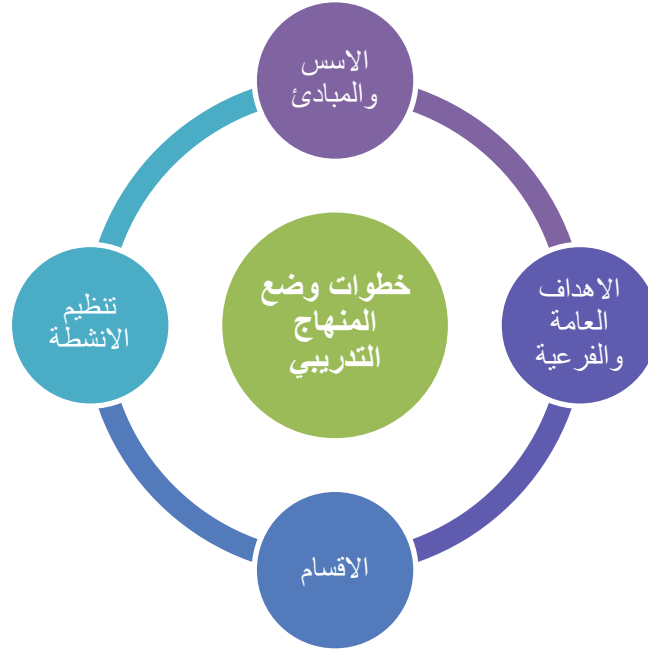 الاسس
والمبادئ
الاهداف
العامة
والفرعية
الاقسام
تنظيم
الانشطة
خطوات وضع
المنهاج
التدريبي